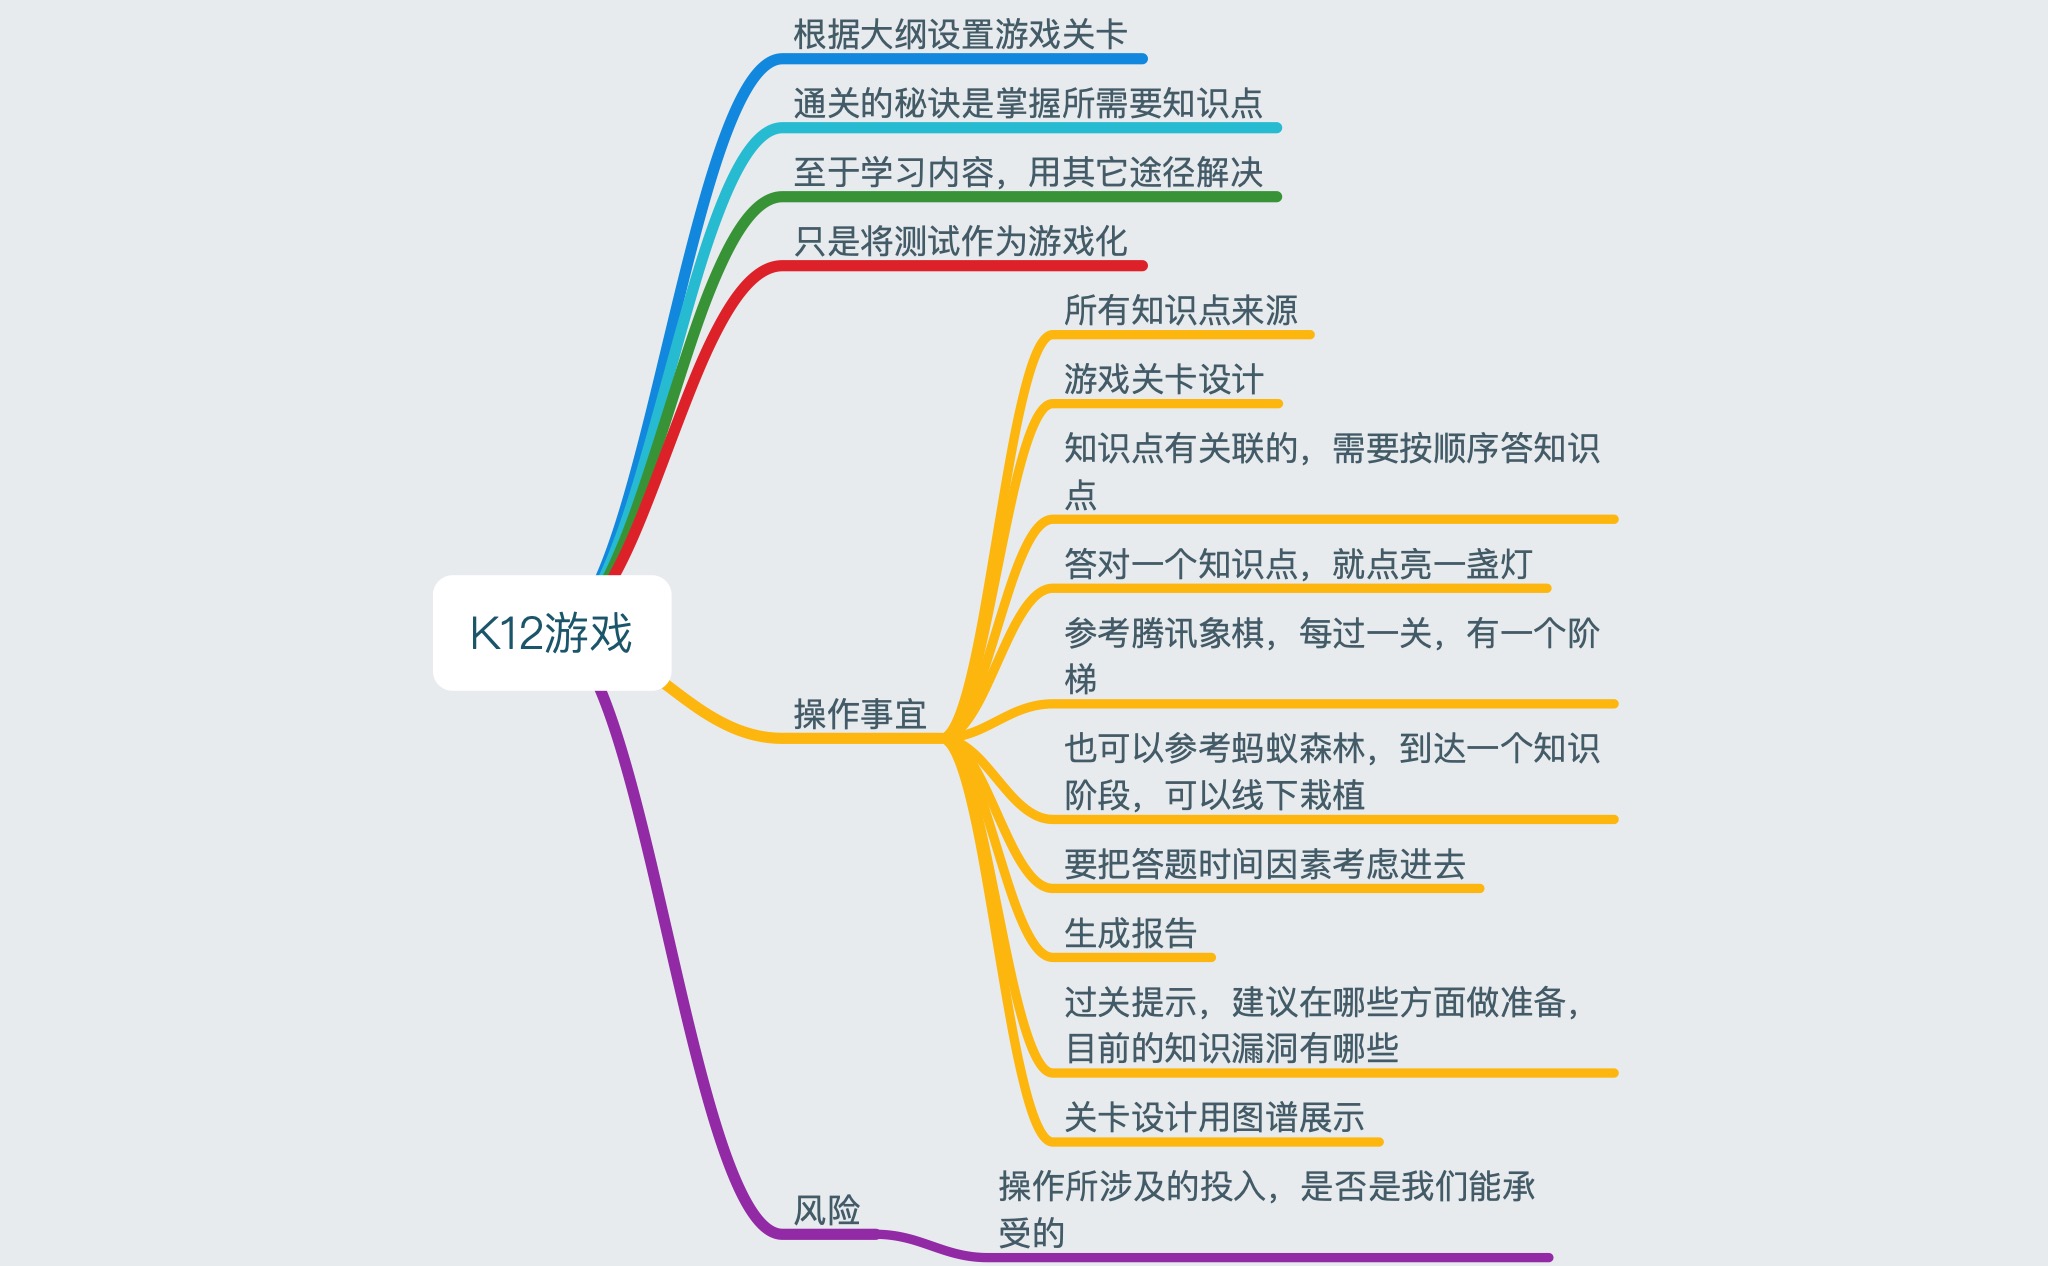 根据大纲设置游戏关卡
通关的秘诀是掌握所需要知识点
至于学习内容，用其它途径解决
只是将测试作为游戏化
所有知识点来源
游戏关卡设计
知识点有关联的，需要按顺序答知识
点
答对一个知识点，就点亮一盏灯
参考腾讯象棋，每过一关，有一个阶
梯
也可以参考蚂蚁森林，到达一个知识
阶段，可以线下栽植
要把答题时间因素考虑进去
生成报告
过关提示，建议在哪些方面做准备，
目前的知识漏洞有哪些
关卡设计用图谱展示
操作事宜
K12游戏
风险
操作所涉及的投入，是否是我们能承
受的